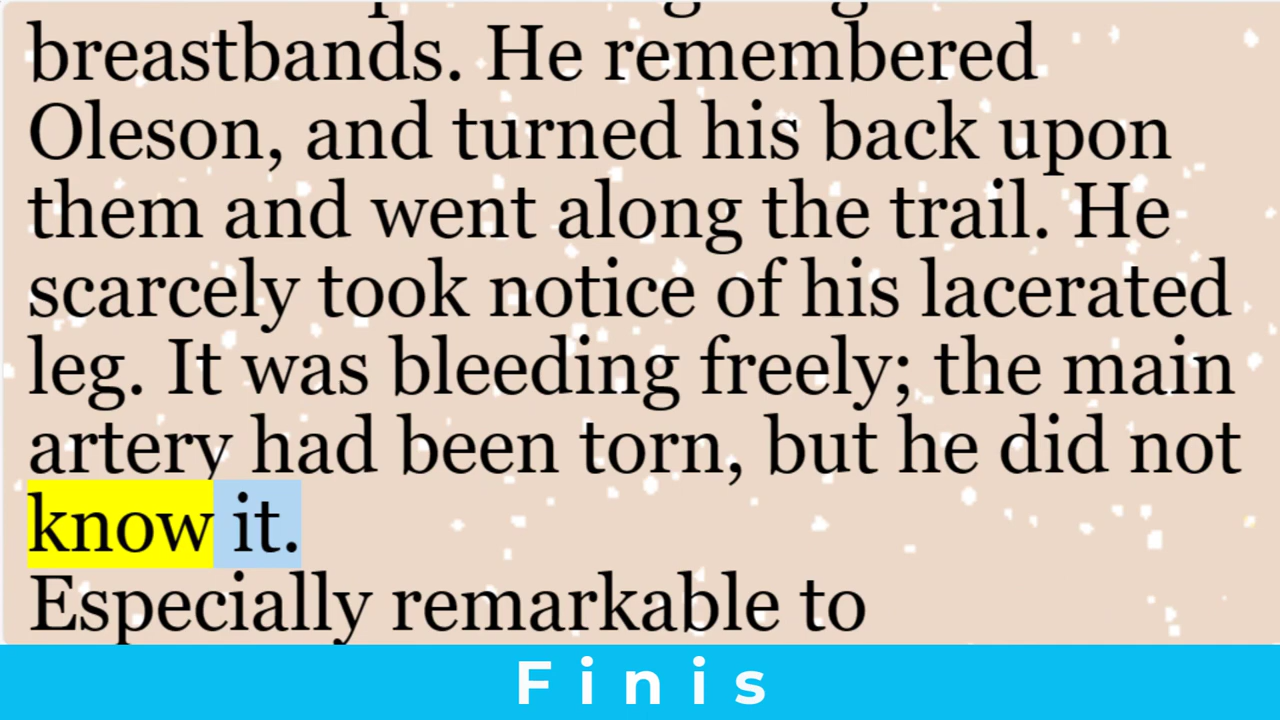 breastbands. He remembered
Oleson, and turned his back upon
them and went along the trail. He
scarcely took notice of his lacerated
leg. It was bleeding freely; the main
artery had been torn, but he did not
know it.
Especially remarkable to
Finis